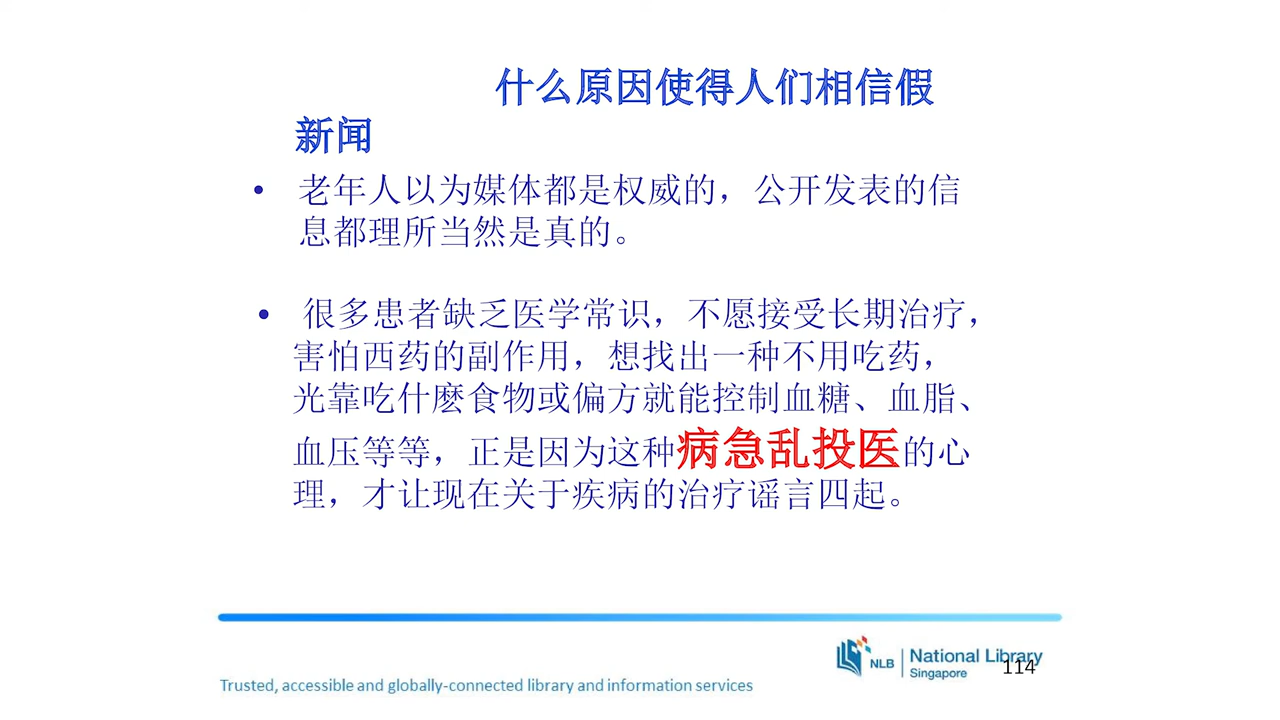 什么原因使得人们相信假
新闻
• 老年人以为媒体都是权威的，公开发表的信
息都理所当然是真的。
• 很多患者缺乏医学常识，不愿接受长期治疗，
害怕西药的副作用，想找出一种不用吃药，
光靠吃什麽食物或偏方就能控制血糖、血脂、
血压等等，正是因为这种病急乱投医的心
理，才让现在关于疾病的治疗谣言四起。
NLB
National Library
Singapore
114
Trusted, accessible and globally-connected library and information services